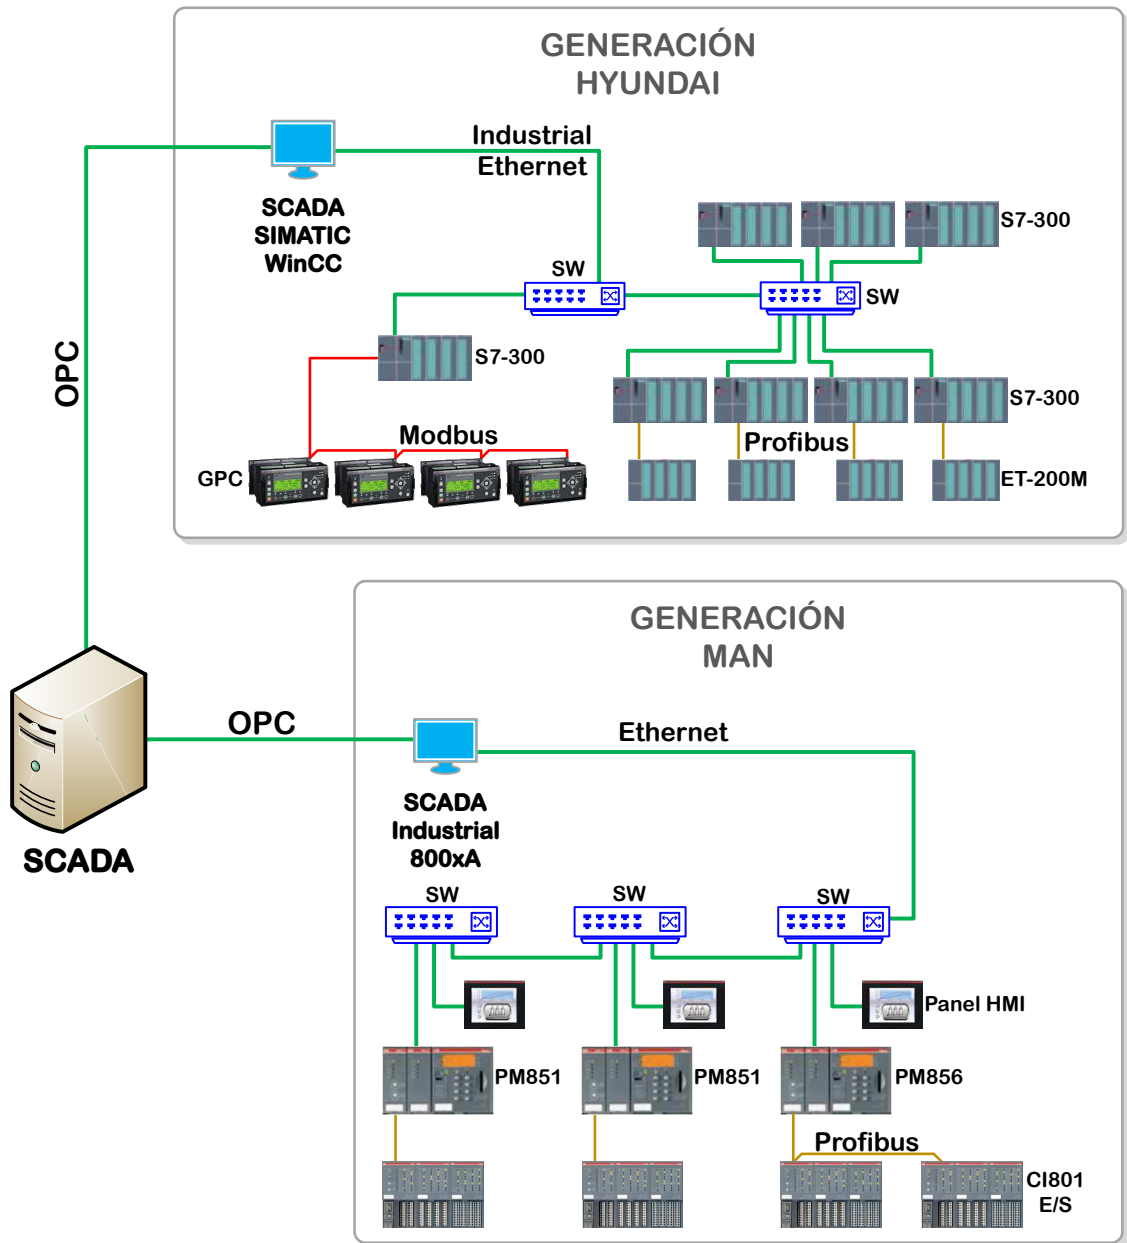 GENERACIÓN
HYUNDAI
Industrial
Ethernet
SCADA
SIMATIC
WinCC
S7-300
SW
SW
OPC
S7-300
S7-300
Modbus
Profibus
GPC
ET-200M
GENERACIÓN
MAN
OPC
Ethernet
SCADA
Industrial
800xA
SCADA
SW
SW
SW
Panel HMI
PM851
PM851
PM856
Profibus
CI801
E/S